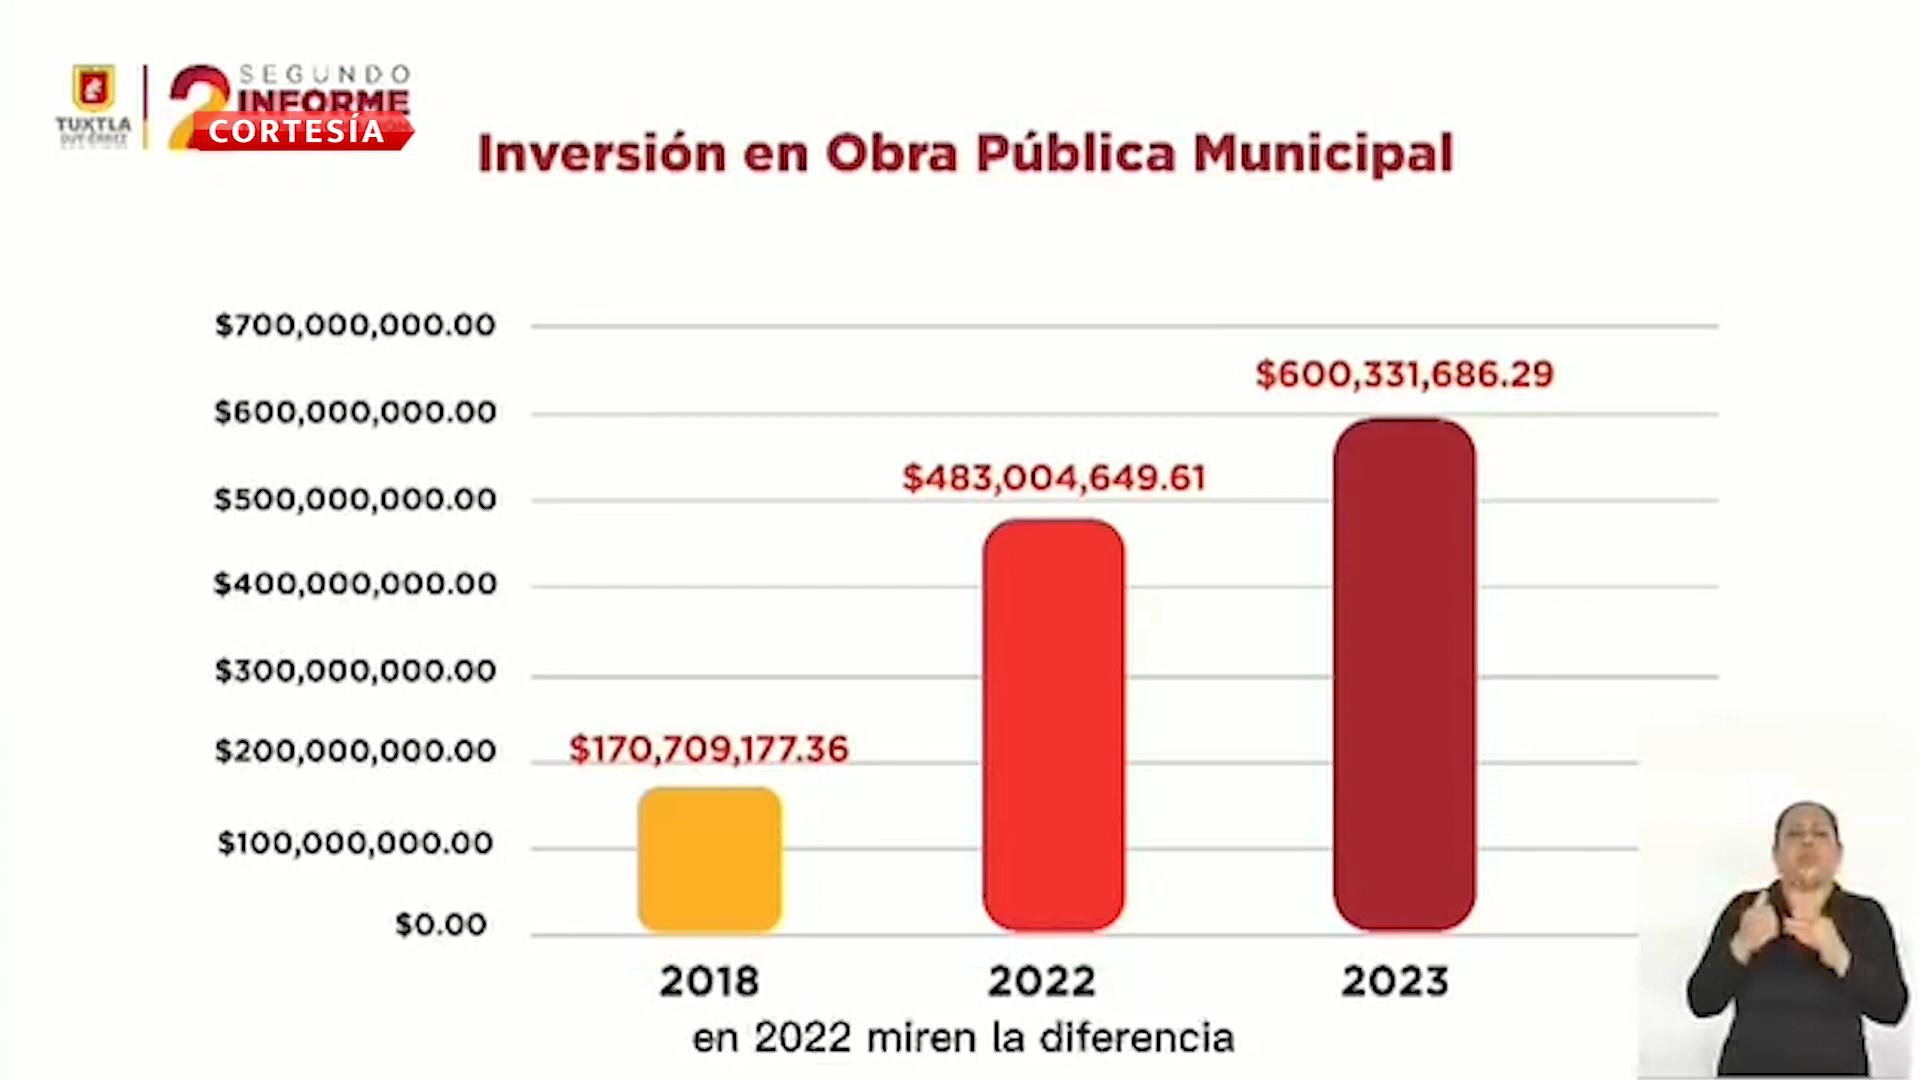 SEGUNDO
INFORME
TUXTLA
GUTIÉRREZ
2
CORTESÍA
Inversión en Obra Pública Municipal
$700,000,000.00
$600,331,686.29
$600,000,000.00
$483,004,649.61
$500,000,000.00
$400,000,000.00
$300,000,000.00
$200,000,000.00
$170,709,177.36
$100,000,000.00
$0.00
2018 2022 2023
en 2022 miren la diferencia